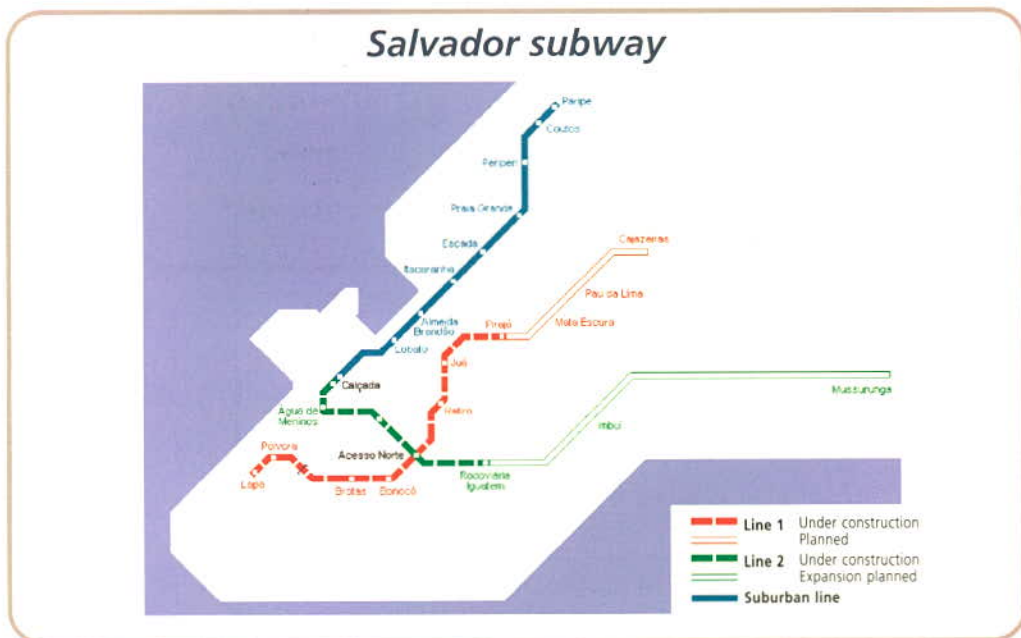 Salvador subway
Paripe
Coutos
Periperi
Praia Grande
Escada
Itacaranha
Almeida
Brandão
Lobato
Calçada
Água de
Meninos
Cajazeiras
Pau da Lima
Mata Escura
Pirajá
Juá
Retiro
Mussurunga
Imbuí
Acesso Norte
Rodoviária
Iguatemi
Bonocô
Brotas
Polvora
Lapa
Line 1 Under construction
Planned
Line 2 Under construction
Expansion planned
Suburban line